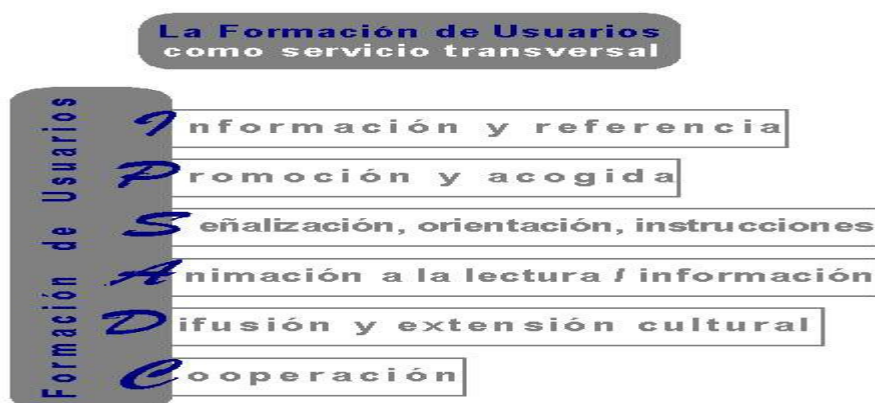 La Formación de Usuarios
como servicio transversal
Formación de Usuarios
Información y referencia
Promoción y acogida
Señalización, orientación, instrucciones
Animación a la lectura / información
Difusión y extensión cultural
Cooperación